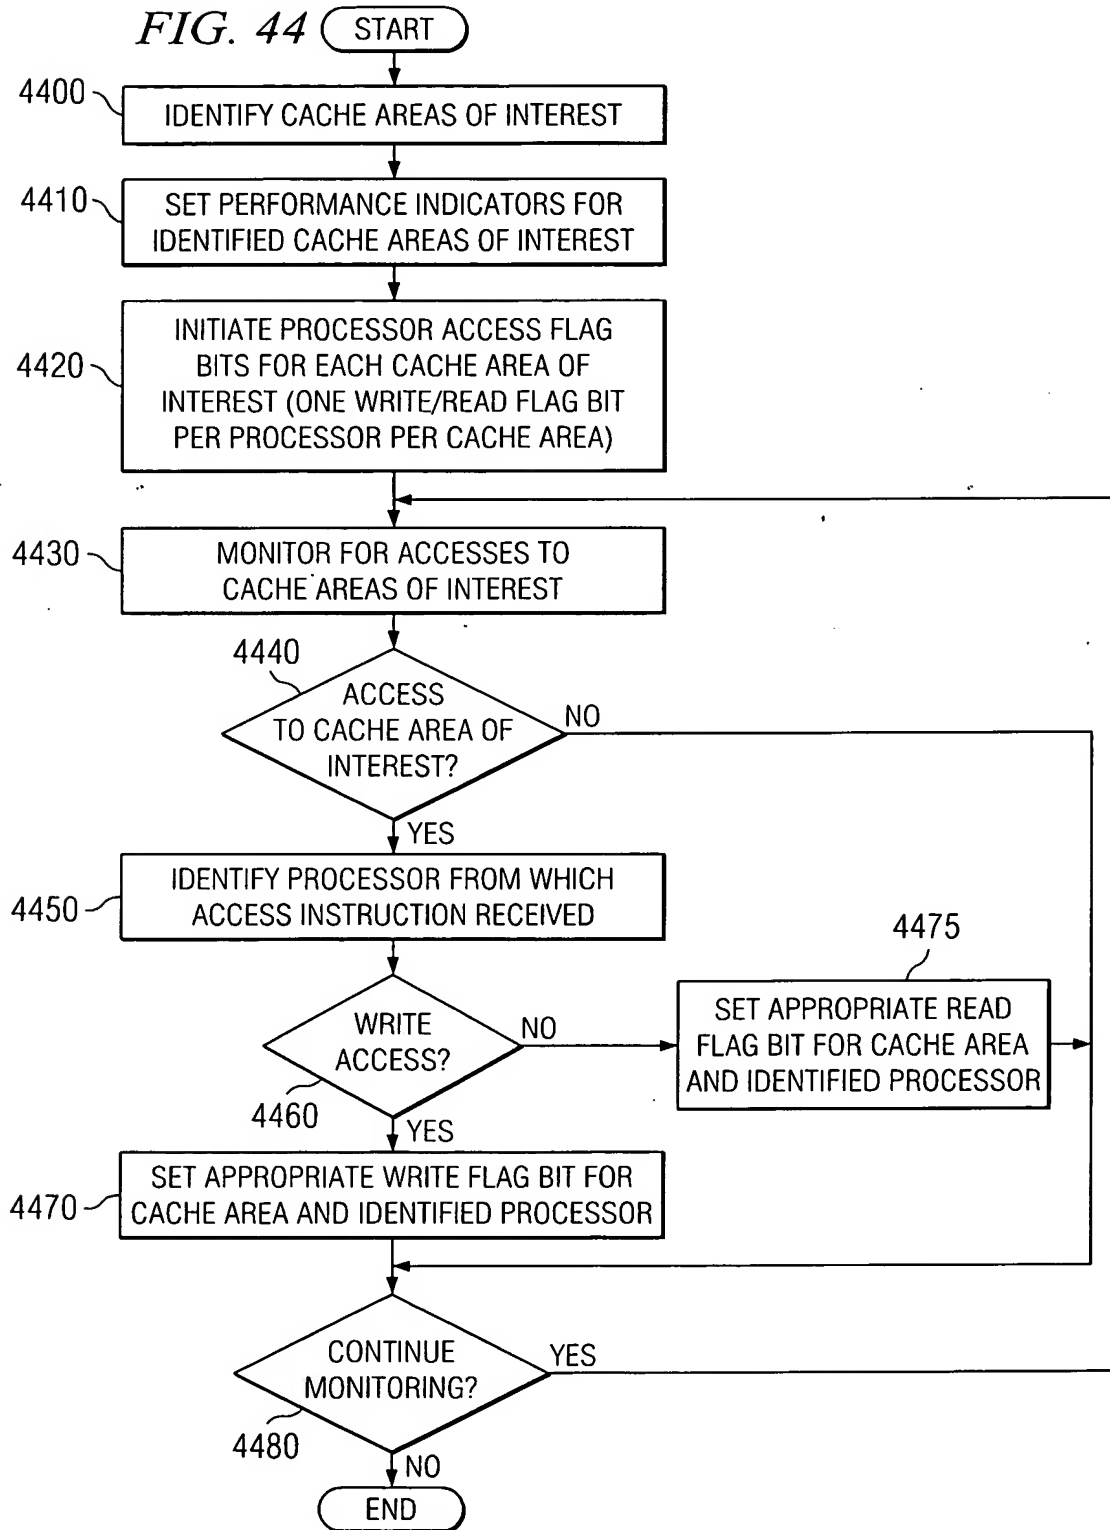 FIG. 44
START
4400
IDENTIFY CACHE AREAS OF INTEREST
4410
SET PERFORMANCE INDICATORS FOR
IDENTIFIED CACHE AREAS OF INTEREST
4420
INITIATE PROCESSOR ACCESS FLAG
BITS FOR EACH CACHE AREA OF
INTEREST (ONE WRITE/READ FLAG BIT
PER PROCESSOR PER CACHE AREA)
4430
MONITOR FOR ACCESSES TO
CACHE AREAS OF INTEREST
4440
ACCESS
TO CACHE AREA OF
INTEREST?
NO
YES
4450
IDENTIFY PROCESSOR FROM WHICH
ACCESS INSTRUCTION RECEIVED
4460
WRITE
ACCESS?
NO
4475
SET APPROPRIATE READ
FLAG BIT FOR CACHE AREA
AND IDENTIFIED PROCESSOR
YES
4470
SET APPROPRIATE WRITE FLAG BIT FOR
CACHE AREA AND IDENTIFIED PROCESSOR
CONTINUE
MONITORING?
YES
4480
NO
END